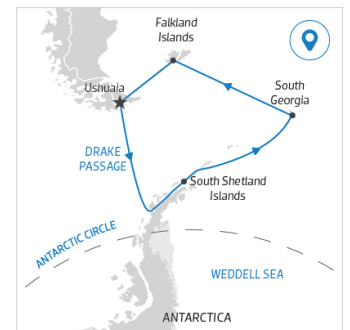 Falkland
Islands
Ushuaia
South
Georgia
DRAKE
PASSAGE
South Shetland
Islands
ANTARCTIC CIRCLE
WEDDELL SEA
ANTARCTICA